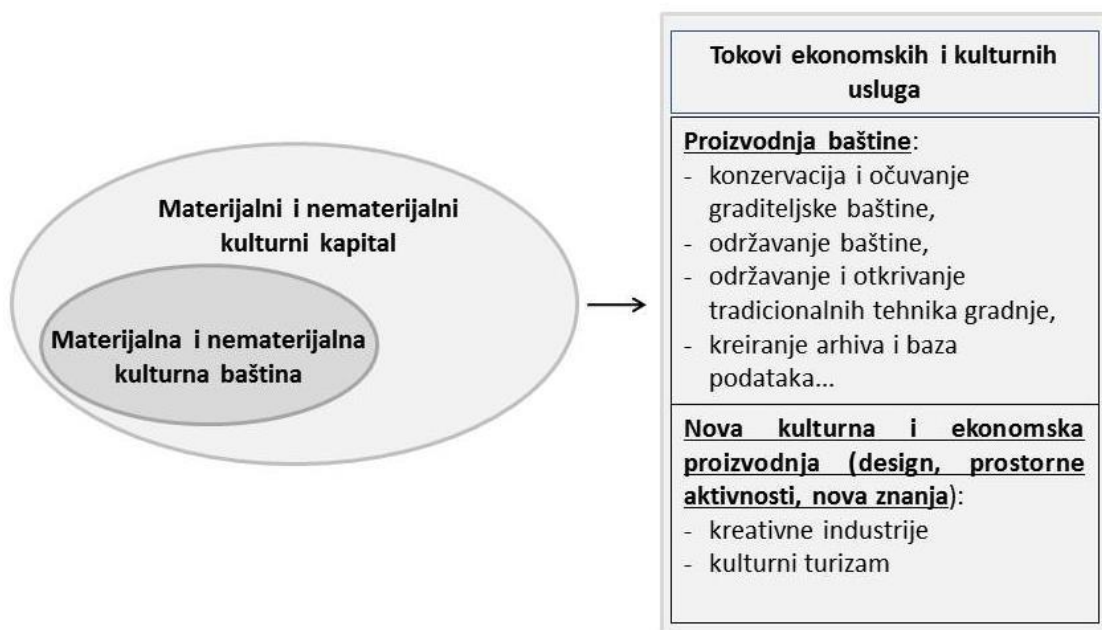 Materijalni i nematerijalni
kulturni kapital
Materijalna i nematerijalna
kulturna baština
Tokovi ekonomskih i kulturnih
usluga
Proizvodnja baštine:
- konzervacija i očuvanje
graditeljske baštine,
- održavanje baštine,
- održavanje i otkrivanje
tradicionalnih tehnika gradnje,
- kreiranje arhiva i baza
podataka...
Nova kulturna i ekonomska
proizvodnja (design, prostorne
aktivnosti, nova znanja):
- kreativne industrije
- kulturni turizam